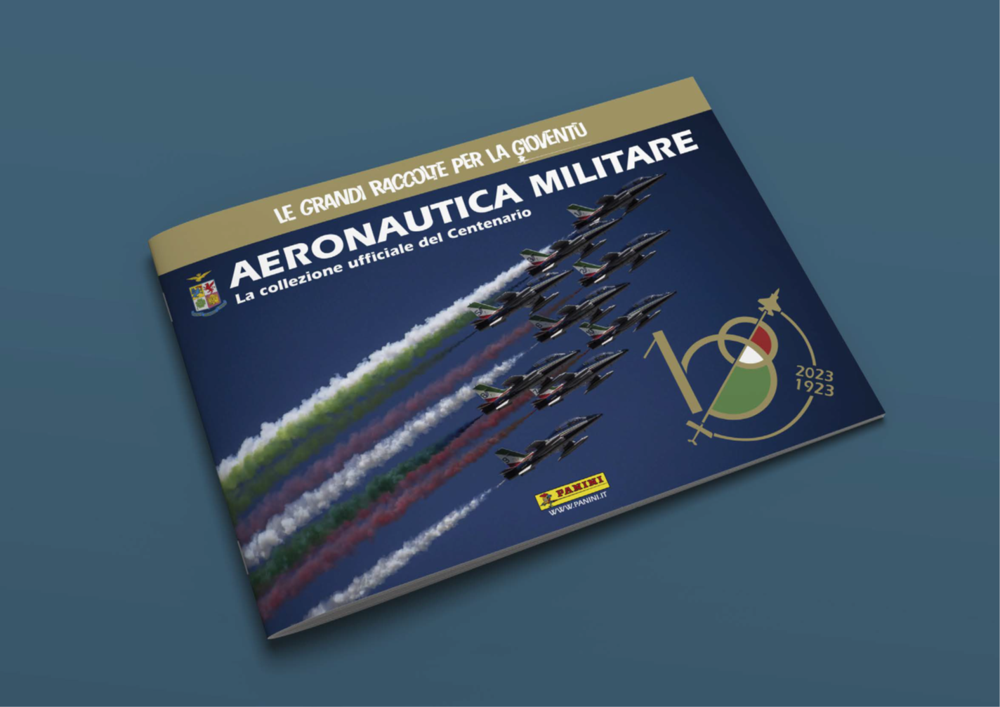 LE GRANDI RACCOLTE PER LA GIOVENTÙ
AERONAUTICA MILITARE
La collezione ufficiale del Centenario
2023
1923
PANINI
WWW.PANINI.IT